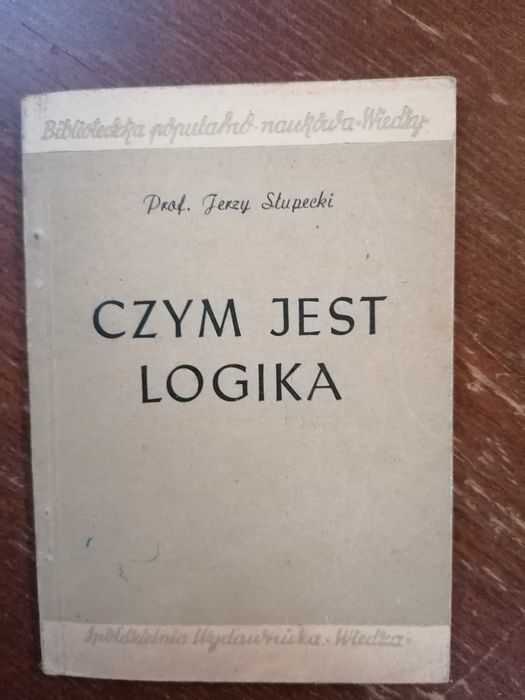 Biblioteczka popularno-naukowa „Wiedzy"
Prof. Jerzy Słupecki
CZYM JEST
LOGIKA
Spółdzielnia Wydawnicza „Wiedza"